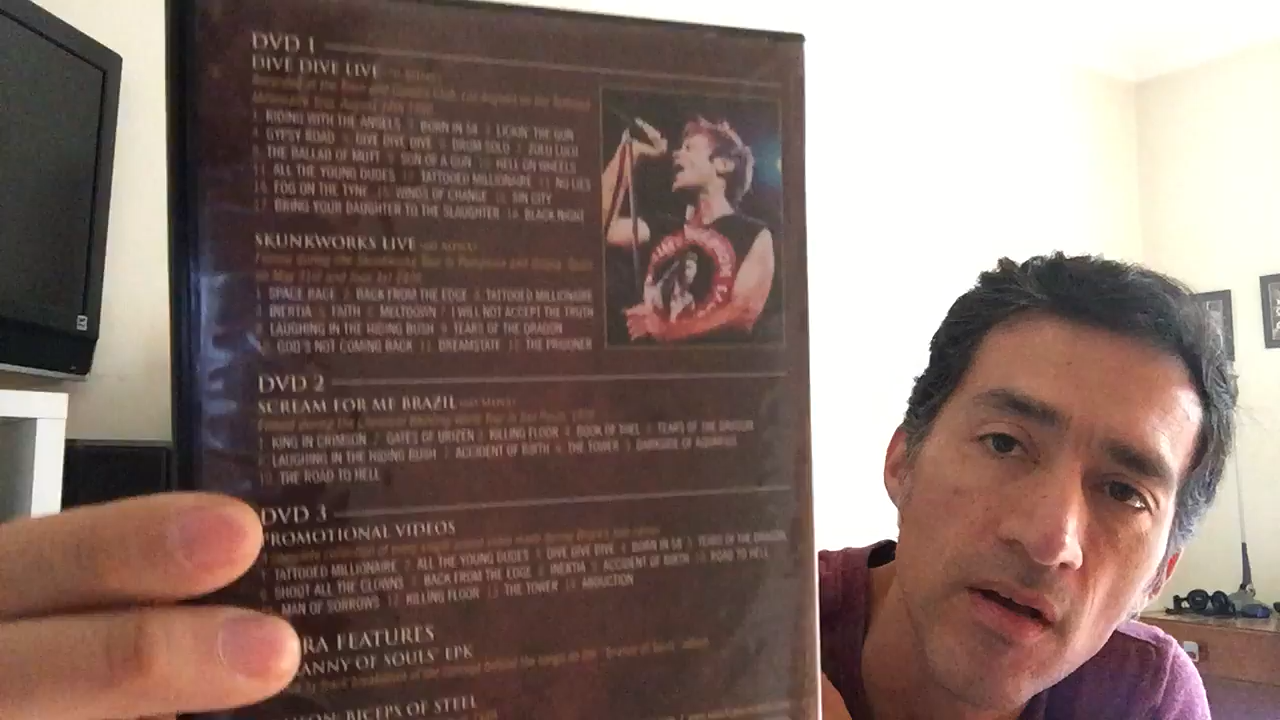 DVD 1
DIVE DIVE LIVE
1. RIDING WITH THE ANGELS 2. BORN IN 58 3. LICKIN' THE GUN
4. GYPSY ROAD 5. DIVE DIVE DIVE 6. DRUM SOLO 7. ZULU LULU
8. THE BALLAD OF MUTT 9. SON OF A GUN 10. HELL ON WHEELS
11. ALL THE YOUNG DUDES 12. TATTOOED MILLIONAIRE 13. NO LIES
14. FOG ON THE TYNE 15. WINDS OF CHANGE 16. SIN CITY
17. BRING YOUR DAUGHTER TO THE SLAUGHTER 18. BLACK NIGHT
SKUNKWORKS LIVE
1. SPACE RACE 2. BACK FROM THE EDGE 3. TATTOOED MILLIONAIRE
4. INERTIA 5. FAITH 6. MELTDOWN 7. I WILL NOT ACCEPT THE TRUTH
8. LAUGHING IN THE HIDING BUSH 9. TEARS OF THE DRAGON
10. GOD'S NOT COMING BACK 11. DREAMSTATE 12. THE PRISONER
DVD 2
SCREAM FOR ME BRAZIL
1. KING IN CRIMSON 2. GATES OF URIZEN 3. KILLING FLOOR 4. BOOK OF THEL 5. TEARS OF THE DRAGON
6. LAUGHING IN THE HIDING BUSH 7. ACCIDENT OF BIRTH 8. THE TOWER 9. DARKSIDE OF AQUARIUS
10. THE ROAD TO HELL
DVD 3
PROMOTIONAL VIDEOS
1. TATTOOED MILLIONAIRE 2. ALL THE YOUNG DUDES 3. DIVE DIVE DIVE 4. BORN IN 58 5. TEARS OF THE DRAGON
6. SHOOT ALL THE CLOWNS 7. BACK FROM THE EDGE 8. INERTIA 9. ACCIDENT OF BIRTH 10. ROAD TO HELL
11. MAN OF SORROWS 12. KILLING FLOOR 13. THE TOWER 14. ABDUCTION
RA FEATURES
ANNY OF SOULS' EPK
BICEPS OF STEEL